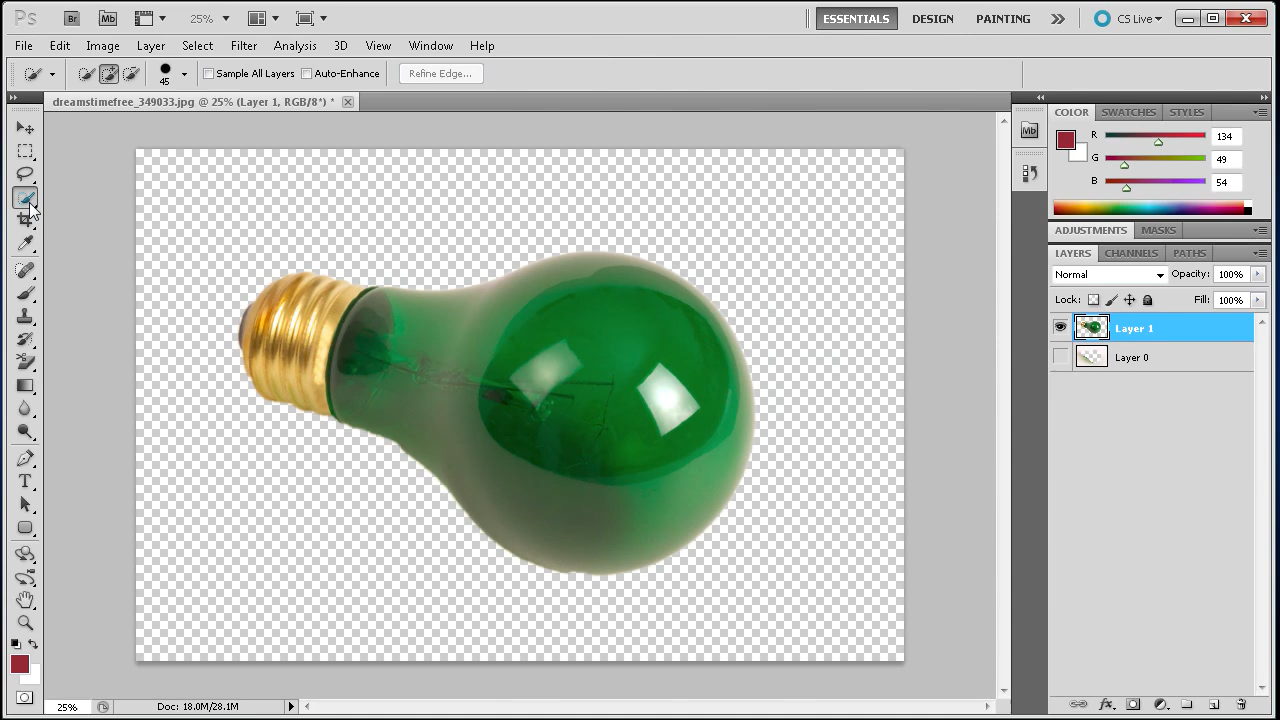 Ps Br Mb 25% ESSENTIALS DESIGN PAINTING CS Live
File Edit Image Layer Select Filter Analysis 3D View Window Help
45 Sample All Layers Auto-Enhance Refine Edge...
dreamstimefree_349033.jpg @ 25% (Layer 1, RGB/8*) *
COLOR SWATCHES STYLES
Mb
R 134
G 49
B 54
ADJUSTMENTS MASKS
LAYERS CHANNELS PATHS
Normal Opacity: 100%
Lock: Fill: 100%
Layer 1
Layer 0
T
fx
25% Doc: 18.0M/28.1M